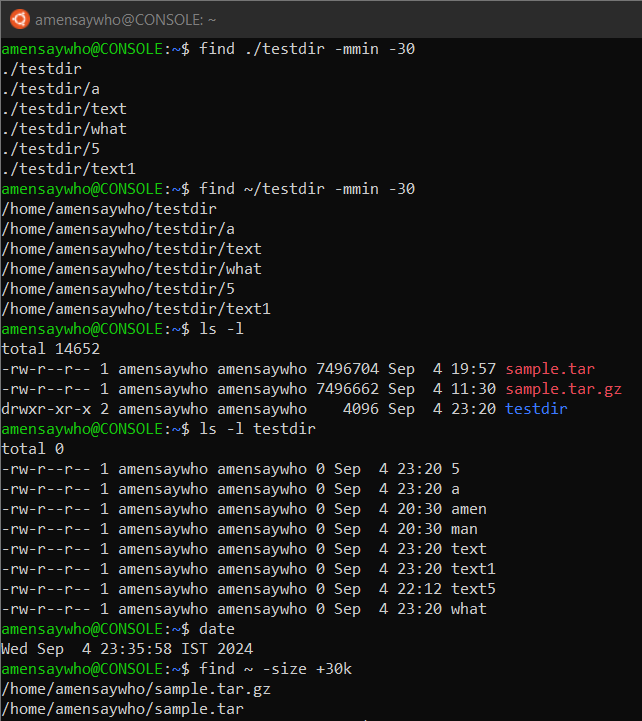 amensaywho@CONSOLE: ~
amensaywho@CONSOLE:~$ find ./testdir -mmin -30
./testdir
./testdir/a
./testdir/text
./testdir/what
./testdir/5
./testdir/text1
amensaywho@CONSOLE:~$ find ~/testdir -mmin -30
/home/amensaywho/testdir
/home/amensaywho/testdir/a
/home/amensaywho/testdir/text
/home/amensaywho/testdir/what
/home/amensaywho/testdir/5
/home/amensaywho/testdir/text1
amensaywho@CONSOLE:~$ ls -l
total 14652
-rw-r--r-- 1 amensaywho amensaywho 7496704 Sep  4 19:57 sample.tar
-rw-r--r-- 1 amensaywho amensaywho 7496662 Sep  4 11:30 sample.tar.gz
drwxr-xr-x 2 amensaywho amensaywho    4096 Sep  4 23:20 testdir
amensaywho@CONSOLE:~$ ls -l testdir
total 0
-rw-r--r-- 1 amensaywho amensaywho 0 Sep  4 23:20 5
-rw-r--r-- 1 amensaywho amensaywho 0 Sep  4 23:20 a
-rw-r--r-- 1 amensaywho amensaywho 0 Sep  4 20:30 amen
-rw-r--r-- 1 amensaywho amensaywho 0 Sep  4 20:30 man
-rw-r--r-- 1 amensaywho amensaywho 0 Sep  4 23:20 text
-rw-r--r-- 1 amensaywho amensaywho 0 Sep  4 23:20 text1
-rw-r--r-- 1 amensaywho amensaywho 0 Sep  4 22:12 text5
-rw-r--r-- 1 amensaywho amensaywho 0 Sep  4 23:20 what
amensaywho@CONSOLE:~$ date
Wed Sep  4 23:35:58 IST 2024
amensaywho@CONSOLE:~$ find ~ -size +30k
/home/amensaywho/sample.tar.gz
/home/amensaywho/sample.tar